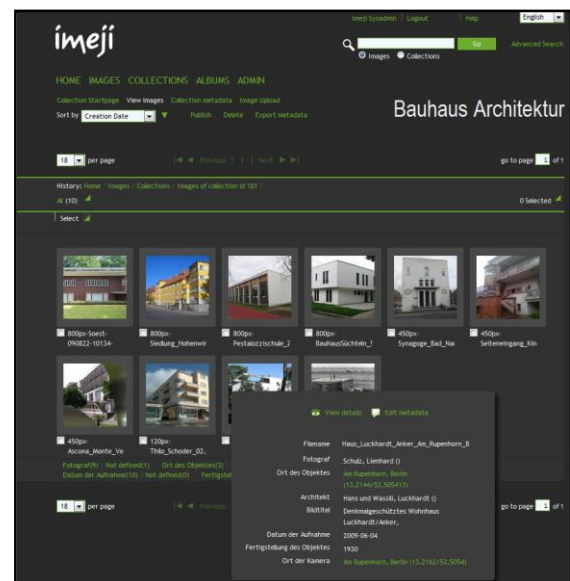 imeji
Imeji Sysadmin Logout Help English
Go Advanced Search
Images Collections
HOME IMAGES COLLECTIONS ALBUMS ADMIN
Collection Startpage View Images Collection metadata Image Upload
Sort by Creation Date Publish Delete Export metadata
Bauhaus Architektur
18 per page Previous 1 Next go to page 1 of 1
History: Home / Images / Collections / Images of collection id 181 /
All (10) 0 Selected
Select
800px-Soest-
090822-10134-
800px-
Siedlung_Hohenwir
800px-
Pestalozzischule_2
800px-
BauhausSüchteln_1
450px-
Synagoge_Bad_Nau
450px-
Seiteneingang_Klin
450px-
Ascona_Monte_Ve
120px-
Thilo_Schoder_02.
Fotograf(9) Not defined(1) Ort des Objektes(5)
Datum der Aufnahme(10) Not defined(0)
View details Edit metadata
Filename Haus_Luckhardt_Anker_Am_Rupenhorn_B
Fotograf Schulz, Lienhard ()
Ort des Objektes Am Rupenhorn, Berlin
(13.2144/52.505413)
Architekt Hans und Wassili, Luckhardt ()
Bildtitel Denkmalgeschütztes Wohnhaus
Luckhardt/Anker,
Datum der Aufnahme 2009-06-04
Fertigstellung des Objektes 1930
Ort der Kamera Am Rupenhorn, Berlin (13.2162/52.5054)
18 per page Previous go to page 1 of 1